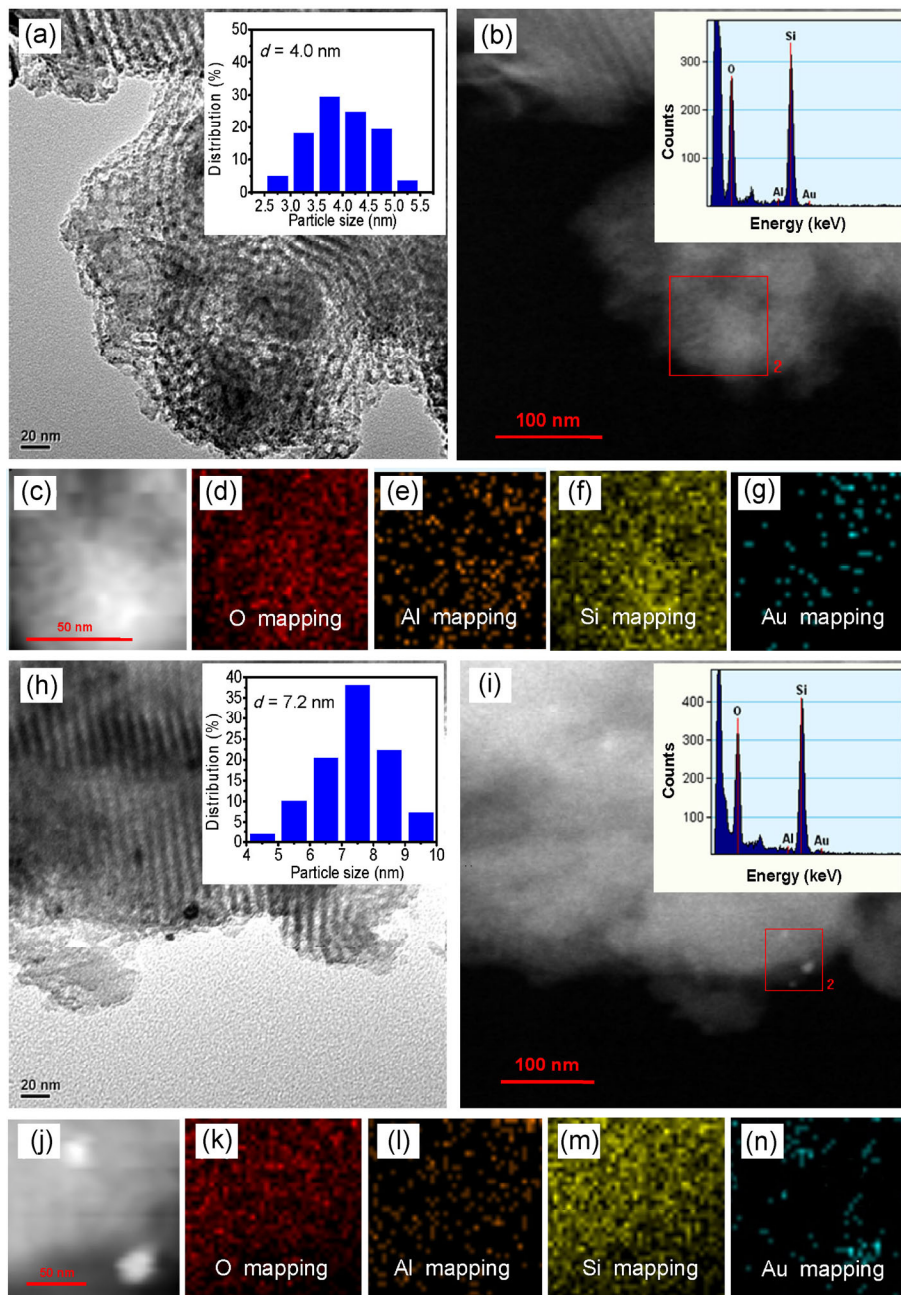 (a)
d = 4.0 nm
Distribution (%)
50
40
30
20
10
0
2.5 3.0 3.5 4.0 4.5 5.0 5.5
Particle size (nm)
20 nm
(b)
Counts
300
200
100
O
Al
Si
Au
Energy (keV)
2
100 nm
(c)
50 nm
(d)
O mapping
(e)
Al mapping
(f)
Si mapping
(g)
Au mapping
(h)
d = 7.2 nm
Distribution (%)
40
35
30
25
20
15
10
5
0
4 5 6 7 8 9 10
Particle size (nm)
20 nm
(i)
Counts
400
300
200
100
O
Al
Si
Au
Energy (keV)
2
100 nm
(j)
50 nm
(k)
O mapping
(l)
Al mapping
(m)
Si mapping
(n)
Au mapping